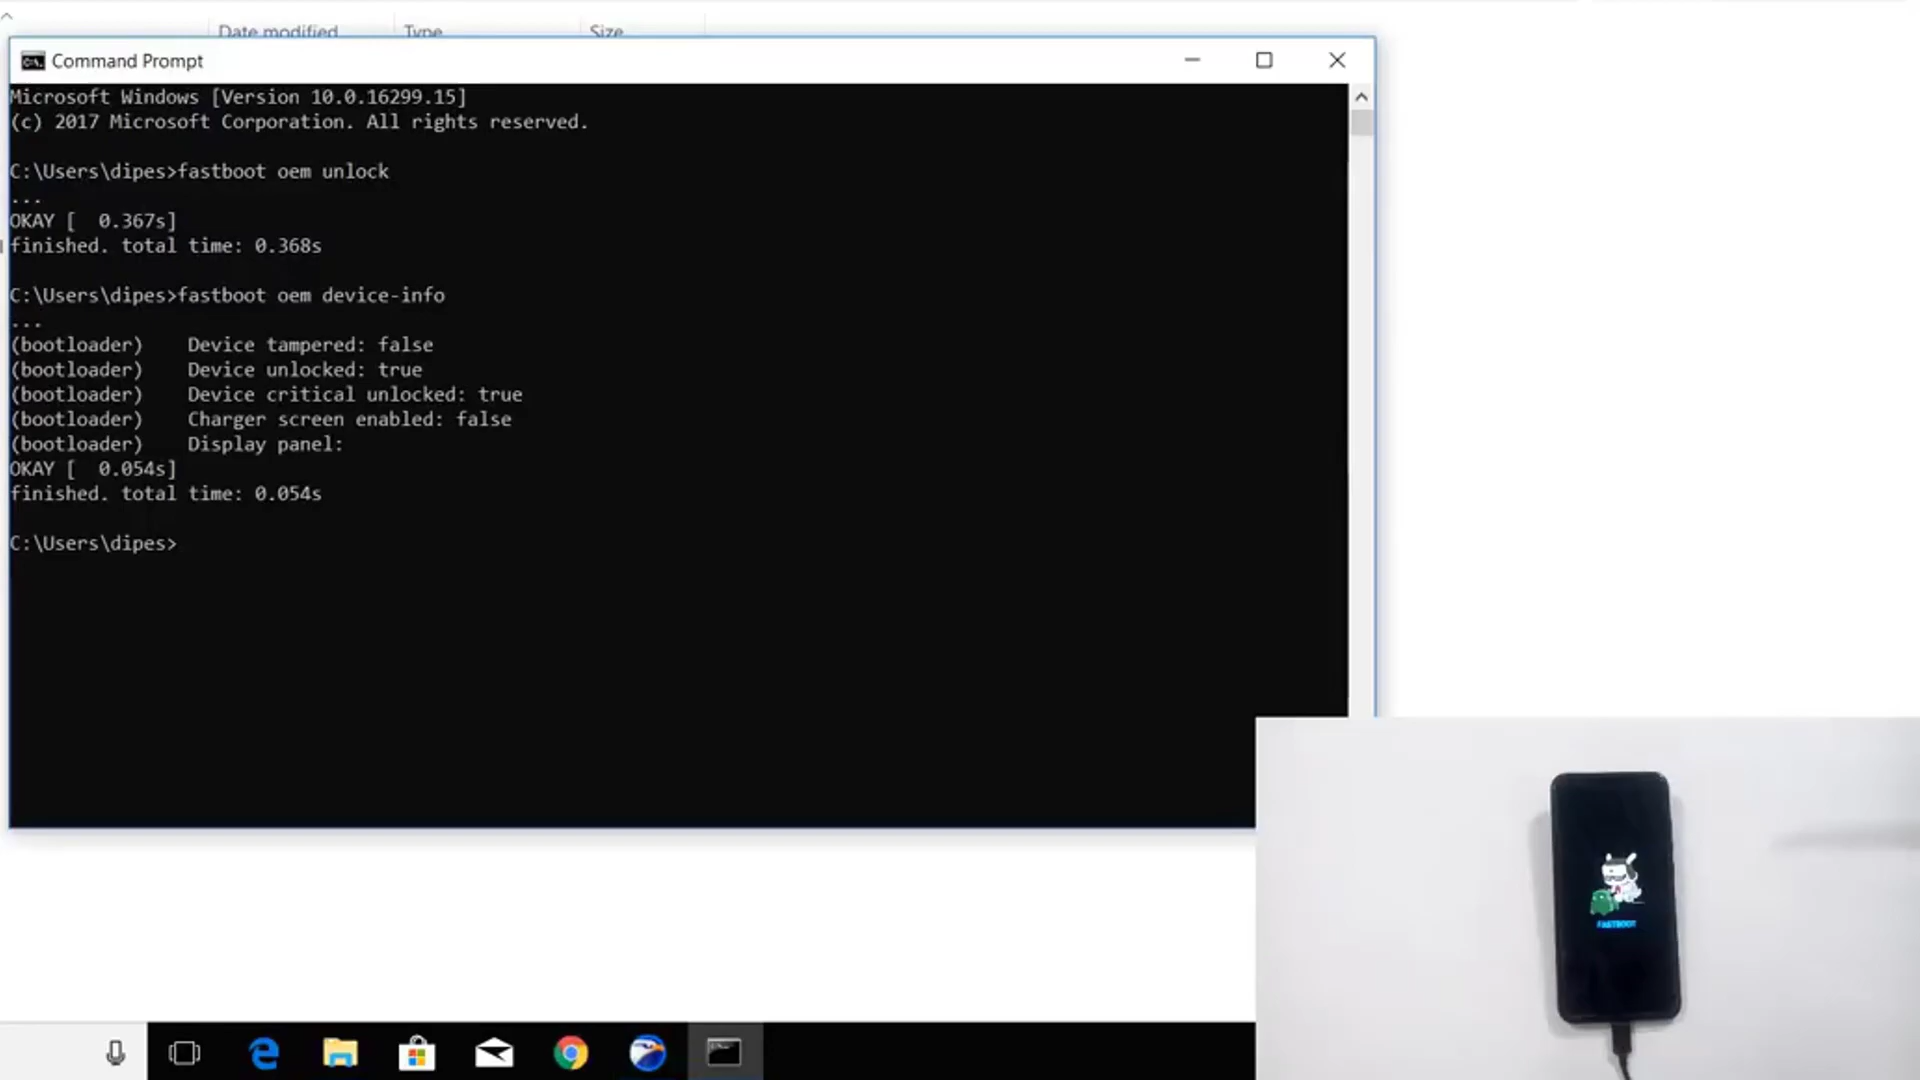 Date modified Type Size
Command Prompt
Microsoft Windows [Version 10.0.16299.15]
(c) 2017 Microsoft Corporation. All rights reserved.
C:\Users\dipes>fastboot oem unlock
...
OKAY [  0.367s]
finished. total time: 0.368s
C:\Users\dipes>fastboot oem device-info
...
(bootloader)    Device tampered: false
(bootloader)    Device unlocked: true
(bootloader)    Device critical unlocked: true
(bootloader)    Charger screen enabled: false
(bootloader)    Display panel:
OKAY [  0.054s]
finished. total time: 0.054s
C:\Users\dipes>
FASTBOOT